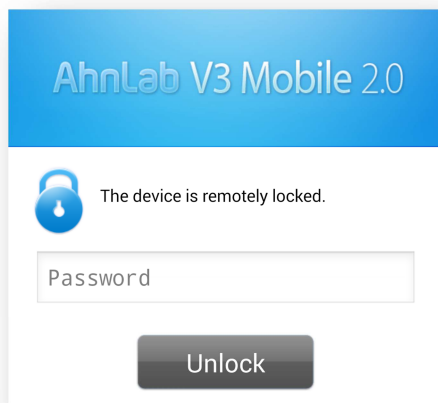 AhnLab V3 Mobile 2.0
The device is remotely locked.
Password
Unlock